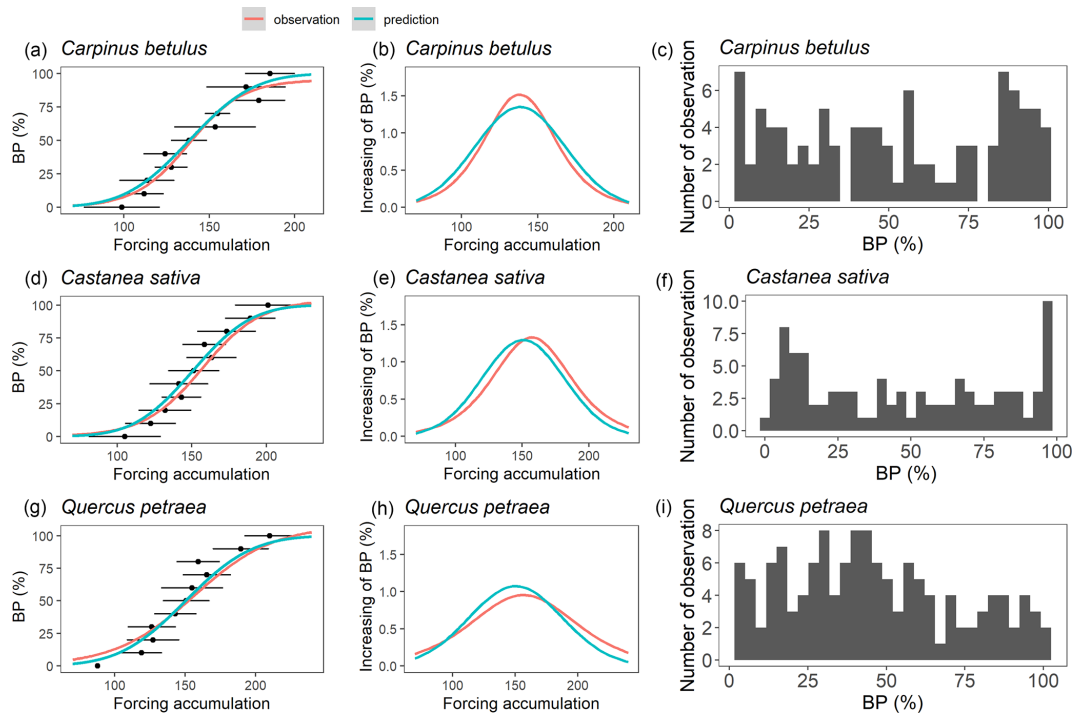 observation prediction
(a) Carpinus betulus
(b) Carpinus betulus
(c) Carpinus betulus
BP (%)
100
75
50
25
0
100 150 200
Forcing accumulation
Increasing of BP (%)
1.5
1.0
0.5
0.0
100 150 200
Forcing accumulation
Number of observation
6
4
2
0
0 25 50 75 100
BP (%)
(d) Castanea sativa
(e) Castanea sativa
(f) Castanea sativa
BP (%)
100
75
50
25
0
100 150 200
Forcing accumulation
Increasing of BP (%)
1.5
1.0
0.5
0.0
100 150 200
Forcing accumulation
Number of observation
10.0
7.5
5.0
2.5
0.0
0 25 50 75 100
BP (%)
(g) Quercus petraea
(h) Quercus petraea
(i) Quercus petraea
BP (%)
100
75
50
25
0
100 150 200
Forcing accumulation
Increasing of BP (%)
1.5
1.0
0.5
0.0
100 150 200
Forcing accumulation
Number of observation
8
6
4
2
0
0 25 50 75 100
BP (%)